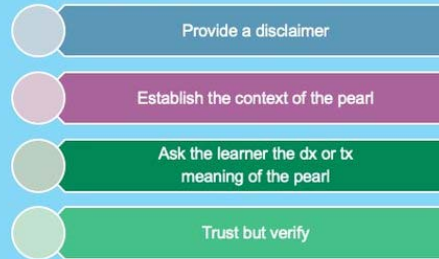 Provide a disclaimer
Establish the context of the pearl
Ask the learner the dx or tx
meaning of the pearl
Trust but verify